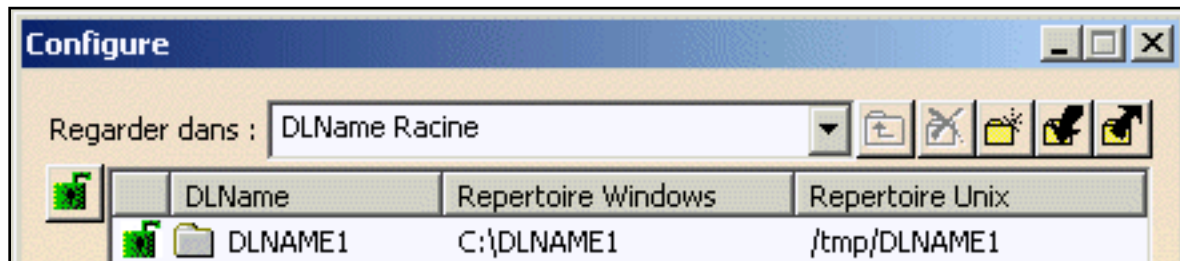 Configure
Regarder dans : DLName Racine
DLName Repertoire Windows Repertoire Unix
DLNAME1 C:\DLNAME1 /tmp/DLNAME1